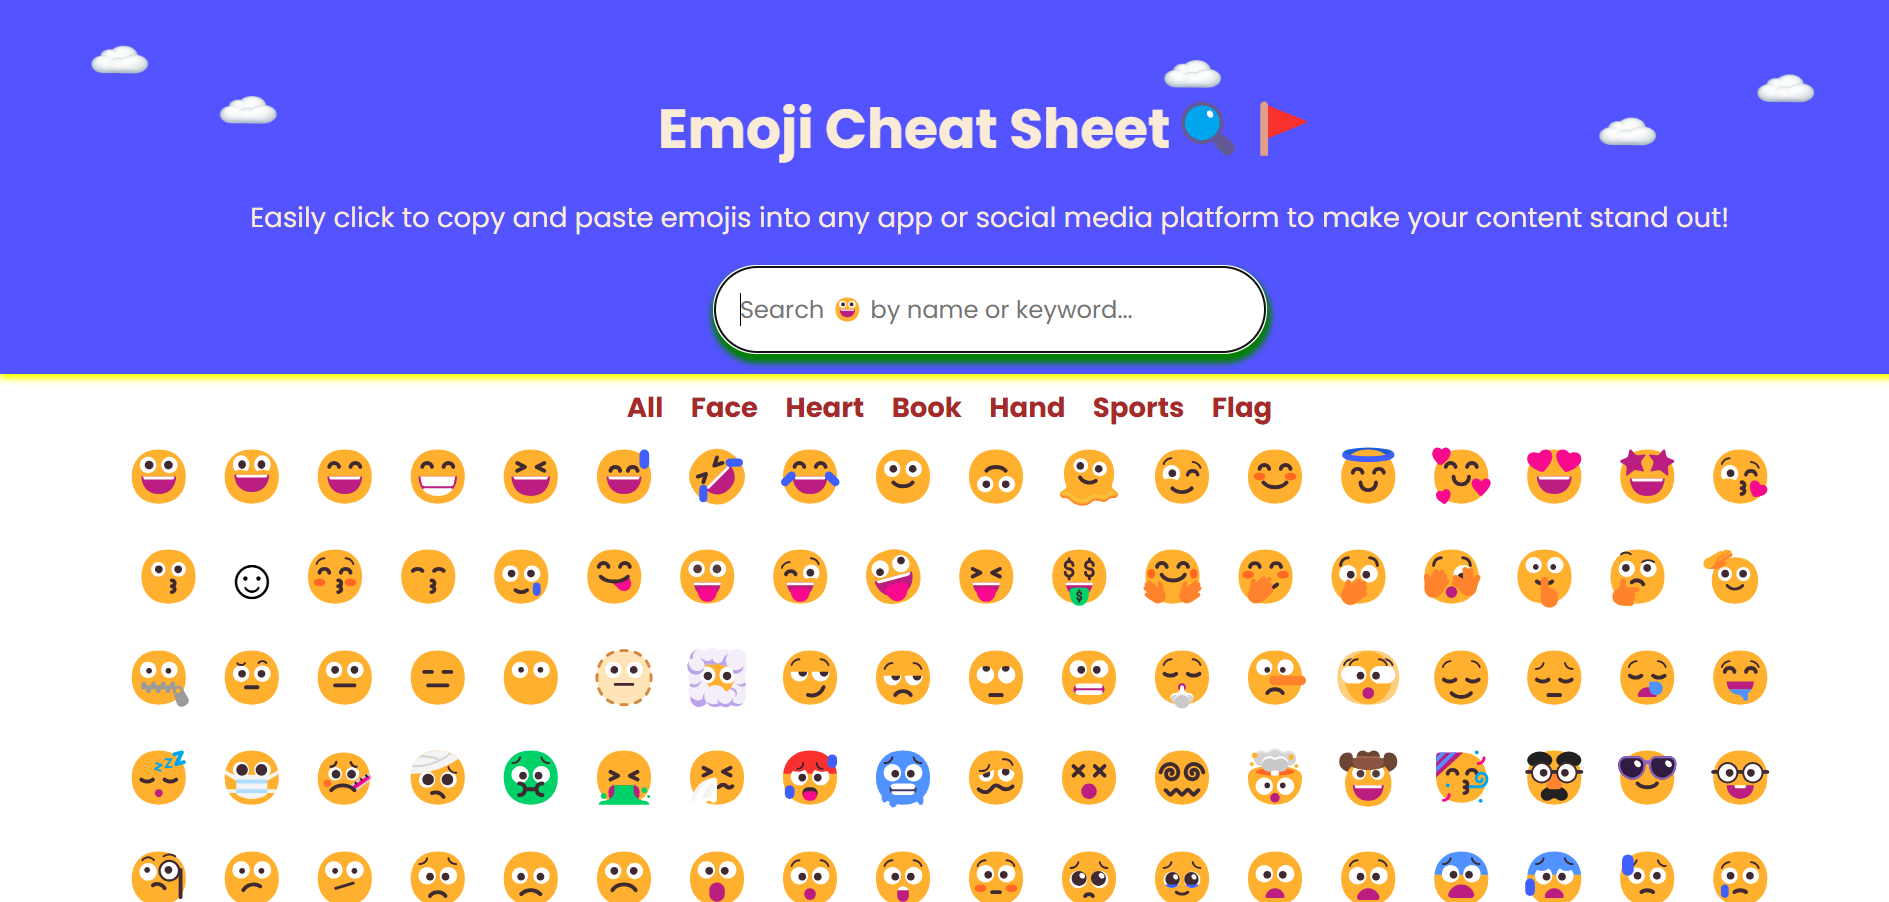 Emoji Cheat Sheet
Easily click to copy and paste emojis into any app or social media platform to make your content stand out!
Search 😃 by name or keyword...
All Face Heart Book Hand Sports Flag